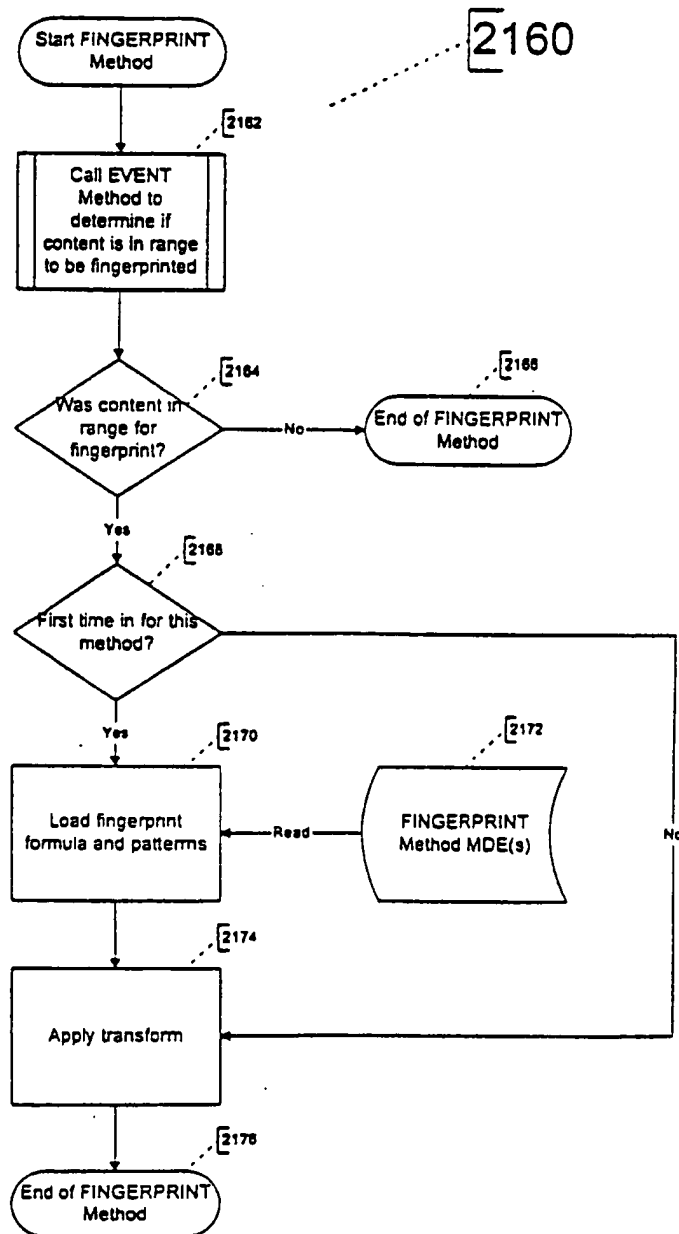 Start FINGERPRINT
Method
2160
2162
Call EVENT
Method to
determine if
content is in range
to be fingerprinted
2164
Was content in
range for
fingerprint?
No
2166
End of FINGERPRINT
Method
Yes
2168
First time in for this
method?
Yes
2170
Load fingerprint
formula and patterns
Read
2172
FINGERPRINT
Method MDE(s)
No
2174
Apply transform
2176
End of FINGERPRINT
Method